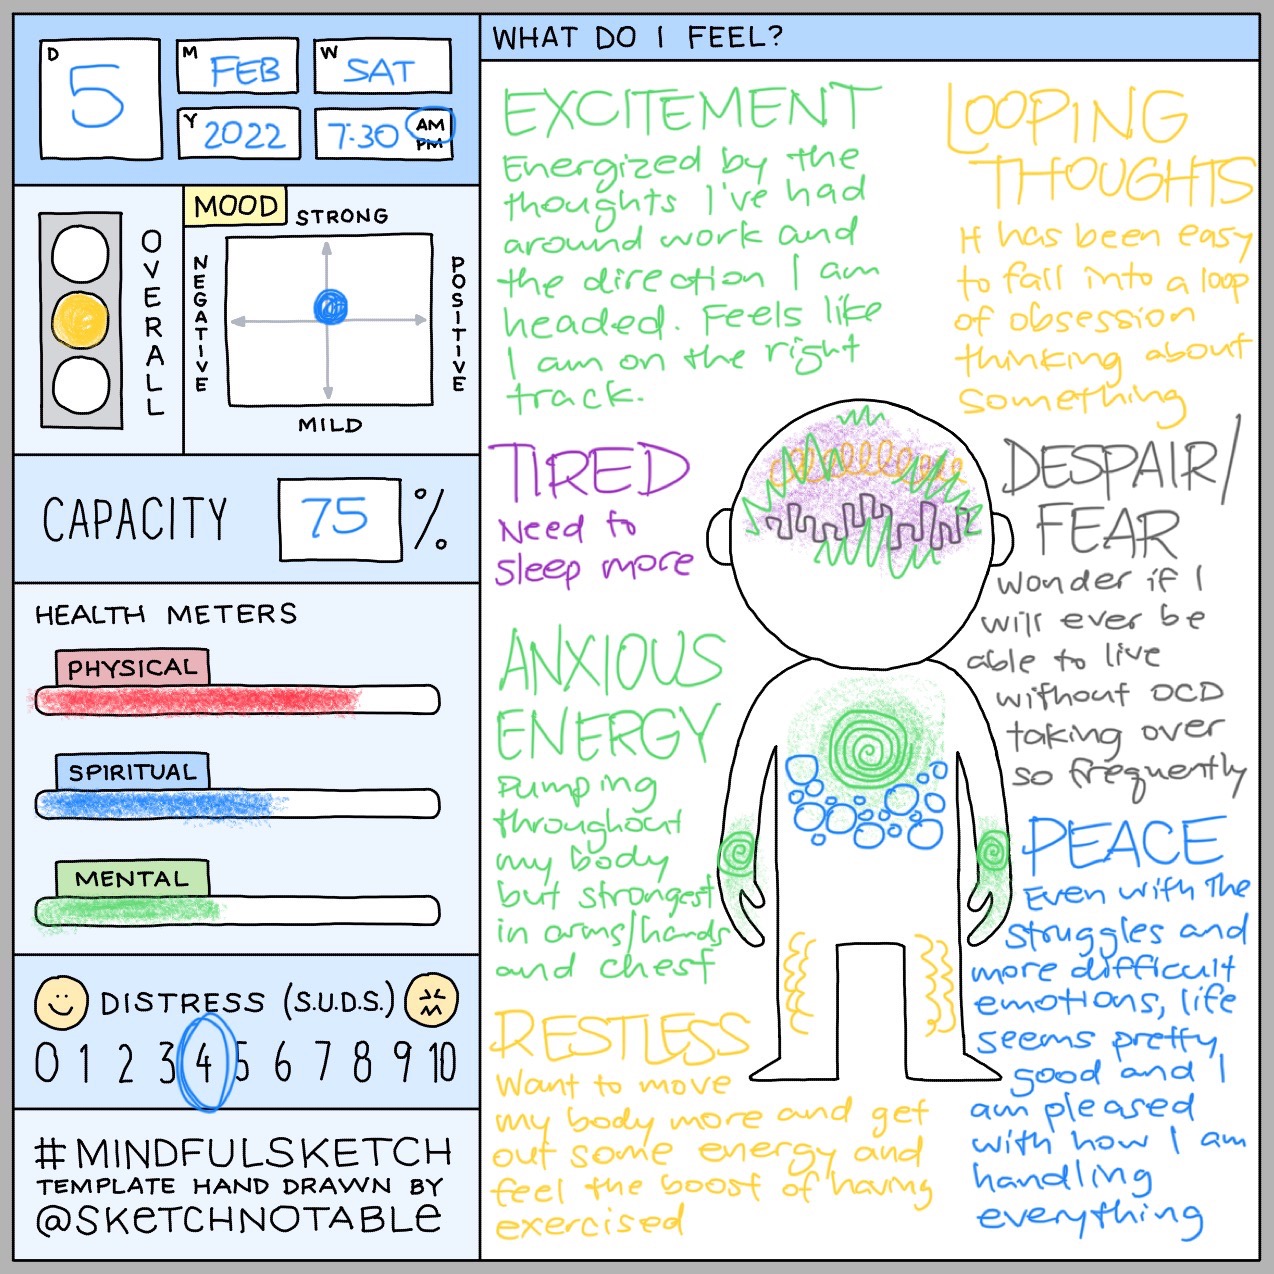 D
5
M
FEB
W
SAT
Y
2022
7:30 AM
PM
OVERALL
MOOD
STRONG
NEGATIVE
POSITIVE
MILD
CAPACITY 75 %
HEALTH METERS
PHYSICAL
SPIRITUAL
MENTAL
DISTRESS (S.U.D.S.)
0 1 2 3 4 5 6 7 8 9 10
#MINDFULSKETCH
TEMPLATE HAND DRAWN BY
@SKETCHNOTABLE
WHAT DO I FEEL?
EXCITEMENT
Energized by the
thoughts I've had
around work and
the direction I am
headed. Feels like
I am on the right
track.
LOOPING
THOUGHTS
It has been easy
to fall into a loop
of obsession
thinking about
something
TIRED
Need to
sleep more
DESPAIR/
FEAR
wonder if I
will ever be
able to live
without OCD
taking over
so frequently
ANXIOUS
ENERGY
Pumping
throughout
my body
but strongest
in arms/hands
and chest
PEACE
Even with the
struggles and
more difficult
emotions, life
seems pretty
good and I
am pleased
with how I am
handling
everything
RESTLESS
Want to move
my body more and get
out some energy and
feel the boost of having
exercised